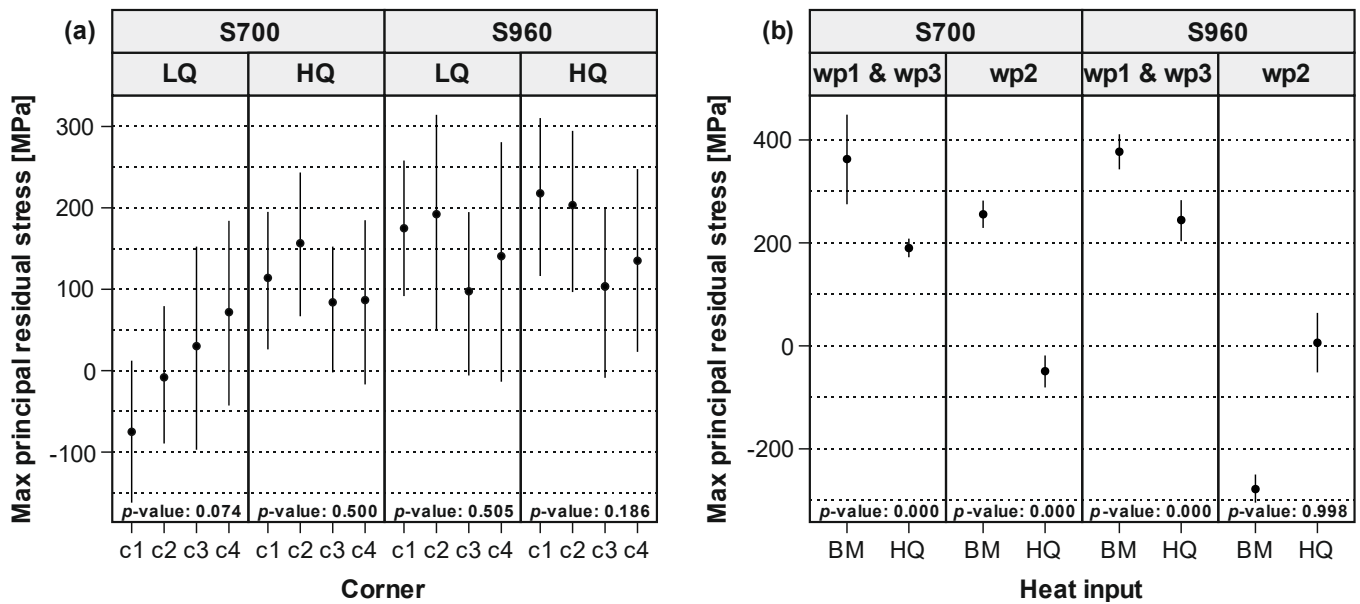 (a)
S700 S960
LQ HQ LQ HQ
Max principal residual stress [MPa]
300
200
100
0
-100
p-value: 0.074 p-value: 0.500 p-value: 0.505 p-value: 0.186
c1 c2 c3 c4 c1 c2 c3 c4 c1 c2 c3 c4 c1 c2 c3 c4
Corner
(b)
S700 S960
wp1 & wp3 wp2 wp1 & wp3 wp2
Max principal residual stress [MPa]
400
200
0
-200
p-value: 0.000 p-value: 0.000 p-value: 0.000 p-value: 0.998
BM HQ BM HQ BM HQ BM HQ
Heat input